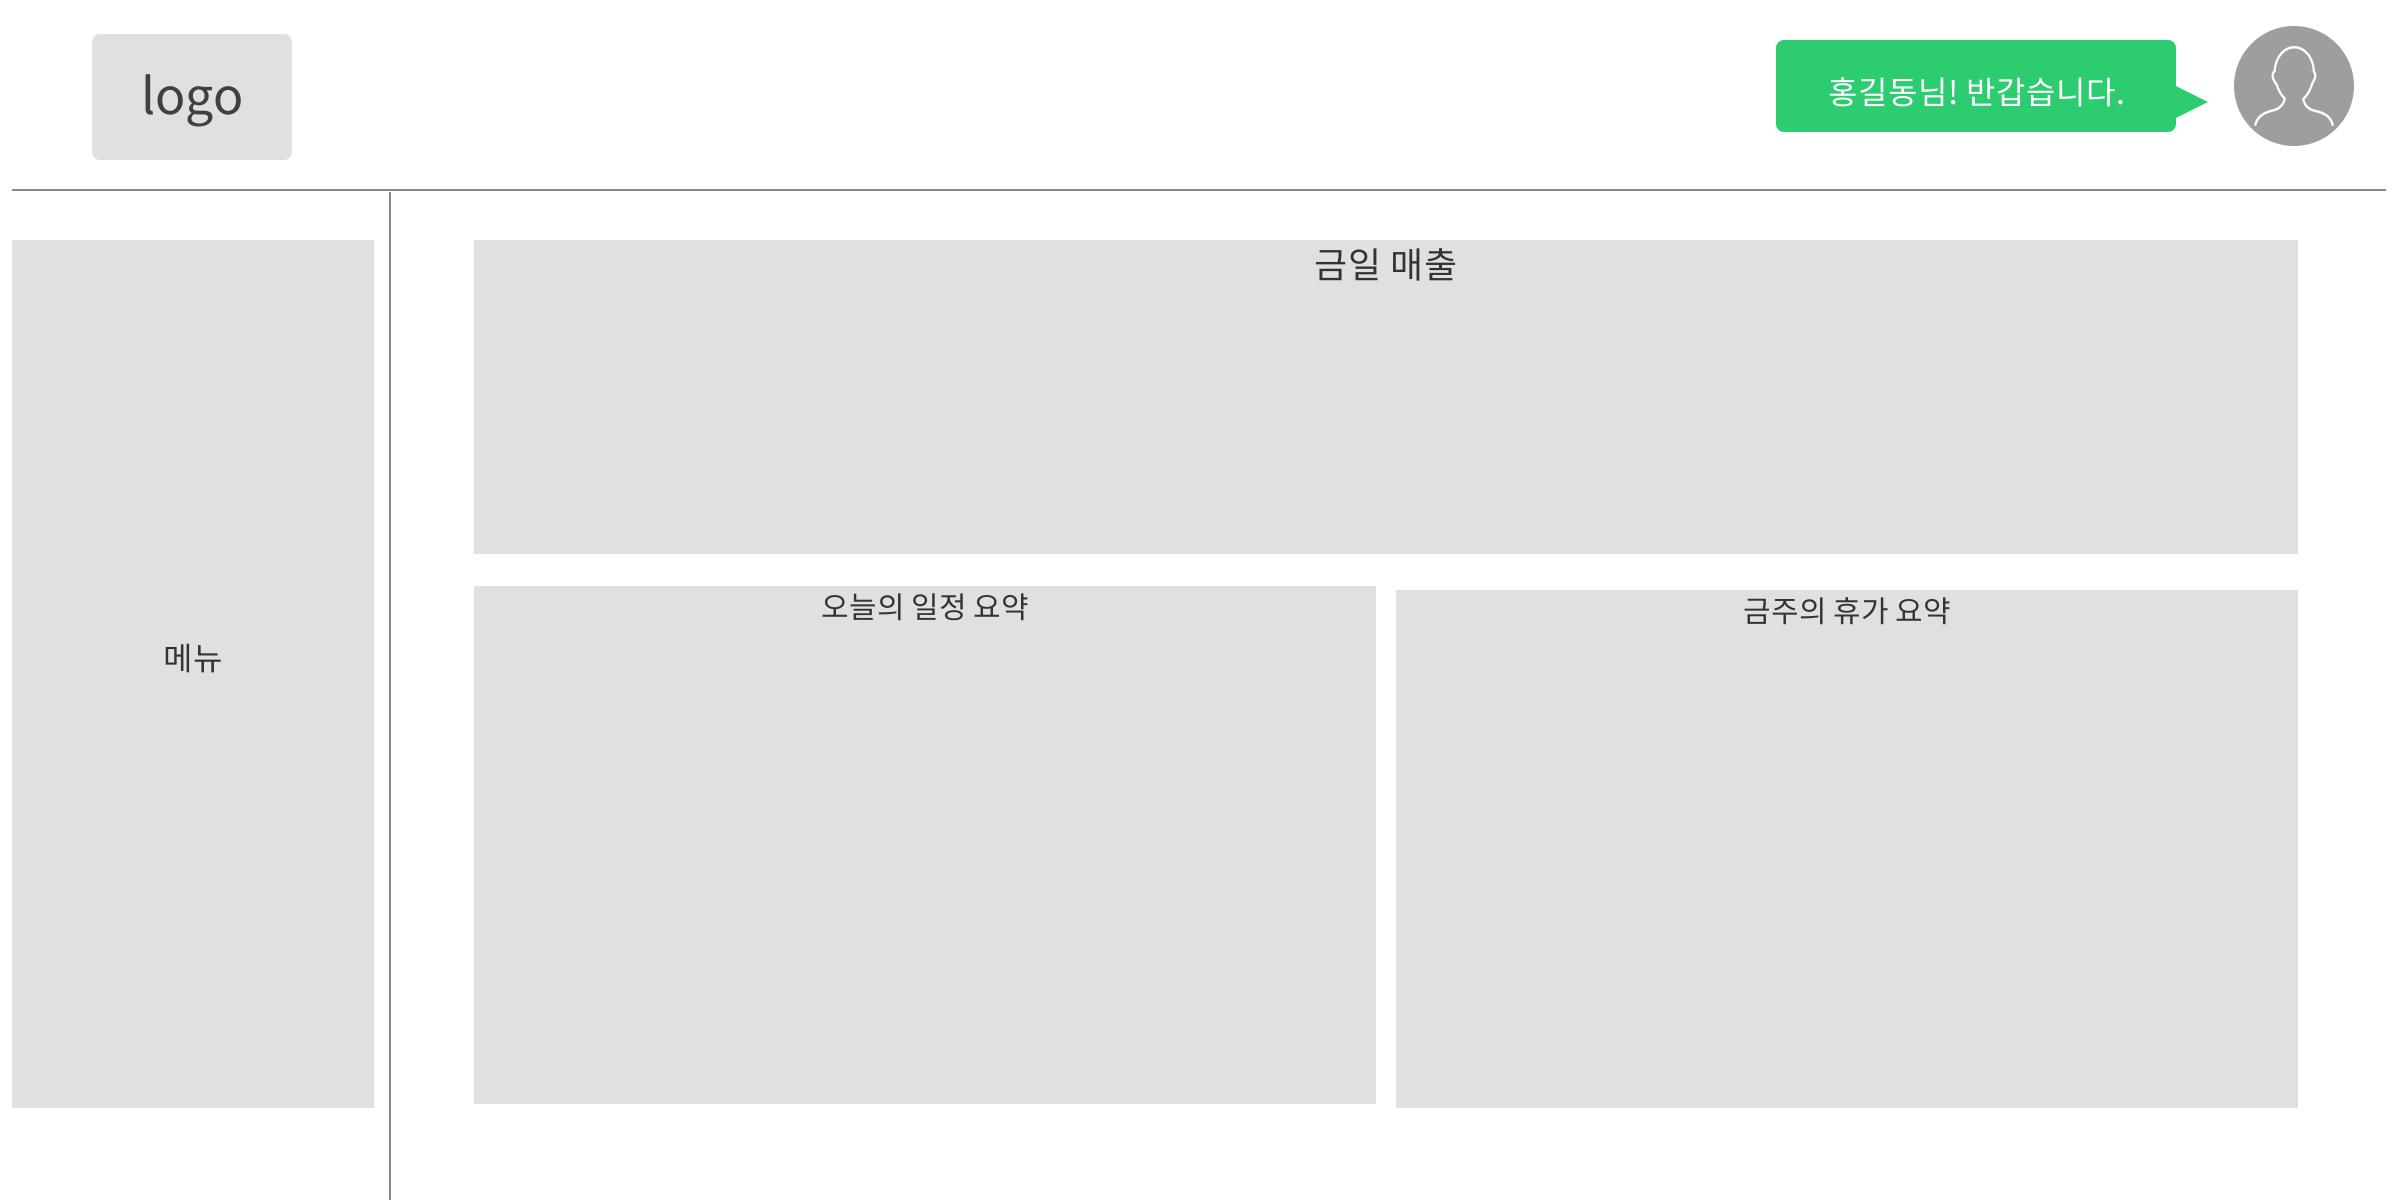 logo
홍길동님! 반갑습니다.
메뉴
금일 매출
오늘의 일정 요약
금주의 휴가 요약